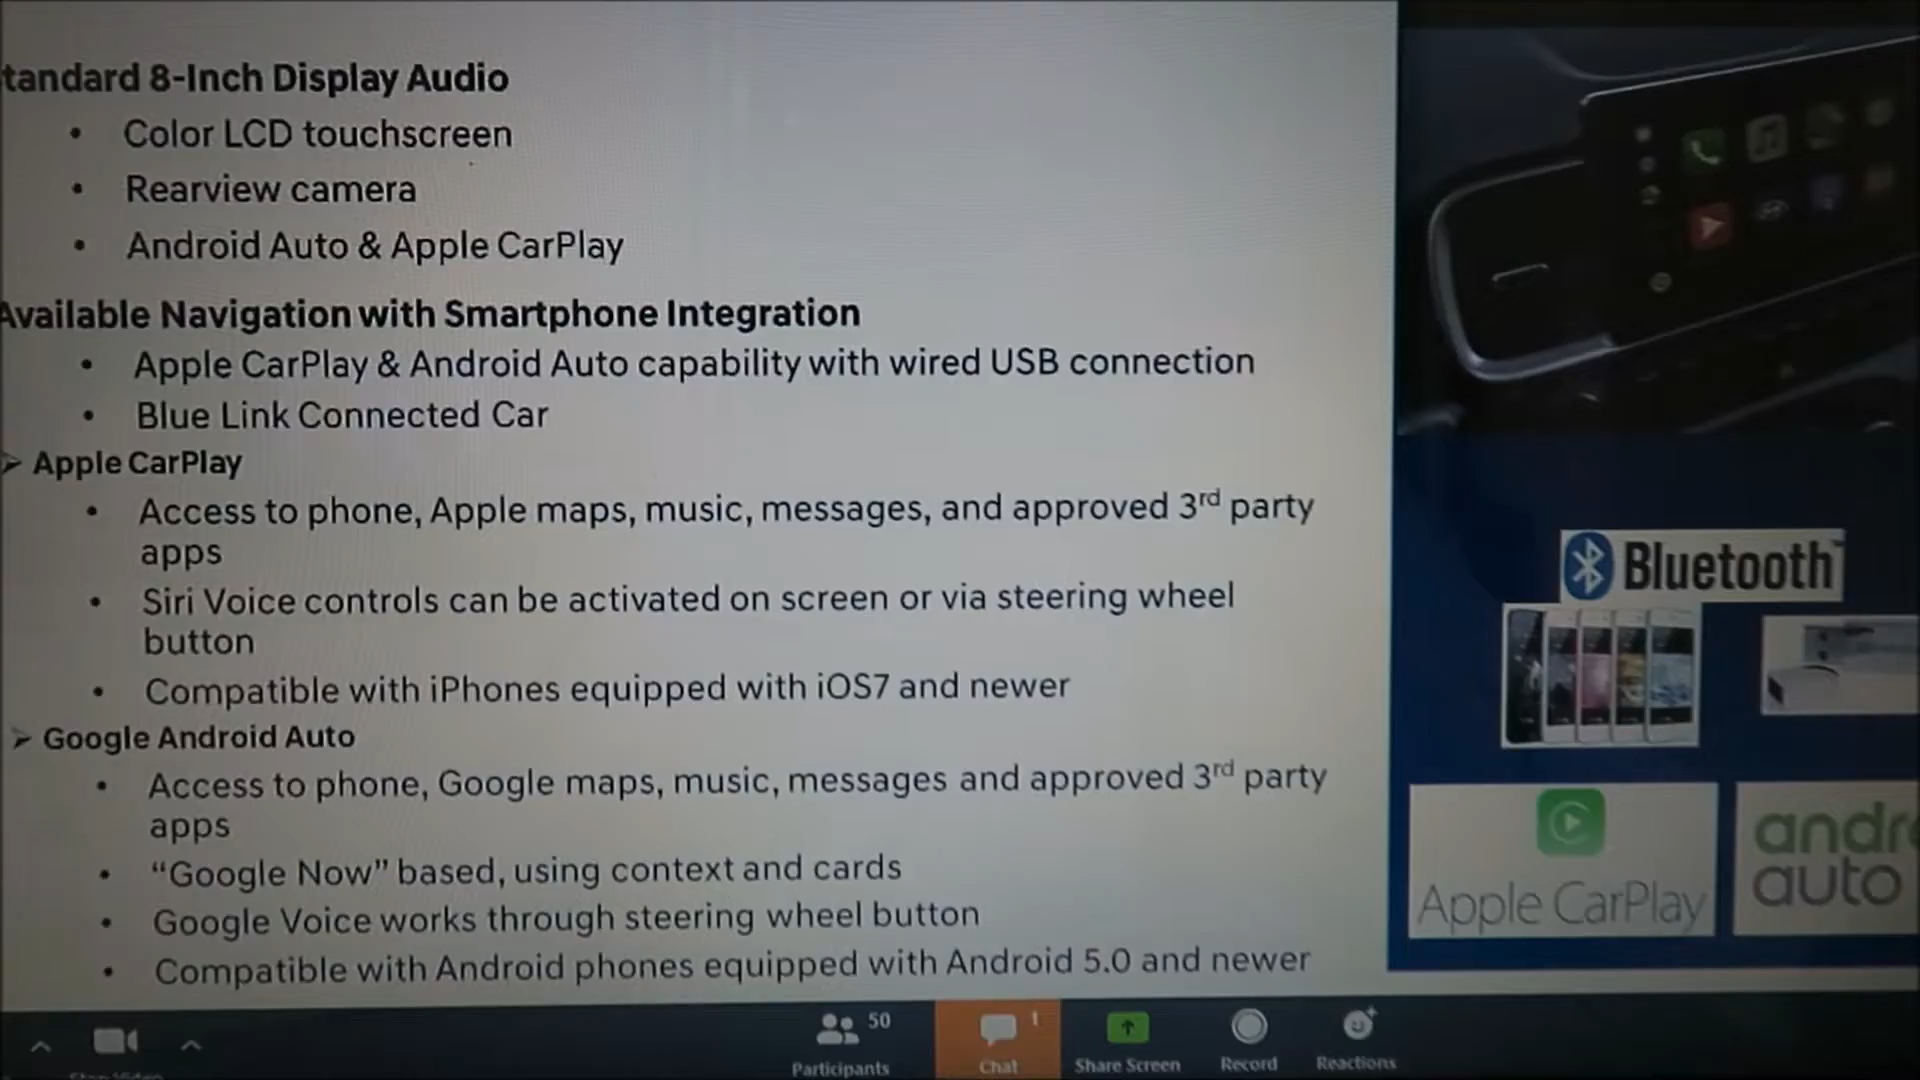 tandard 8-Inch Display Audio
• Color LCD touchscreen
• Rearview camera
• Android Auto & Apple CarPlay
Available Navigation with Smartphone Integration
• Apple CarPlay & Android Auto capability with wired USB connection
• Blue Link Connected Car
➢ Apple CarPlay
• Access to phone, Apple maps, music, messages, and approved 3rd party
apps
• Siri Voice controls can be activated on screen or via steering wheel
button
• Compatible with iPhones equipped with iOS7 and newer
➢ Google Android Auto
• Access to phone, Google maps, music, messages and approved 3rd party
apps
• “Google Now” based, using context and cards
• Google Voice works through steering wheel button
• Compatible with Android phones equipped with Android 5.0 and newer
Bluetooth
Apple CarPlay
andr
auto
50
1
Participants
Chat
Share Screen
Record
Reactions